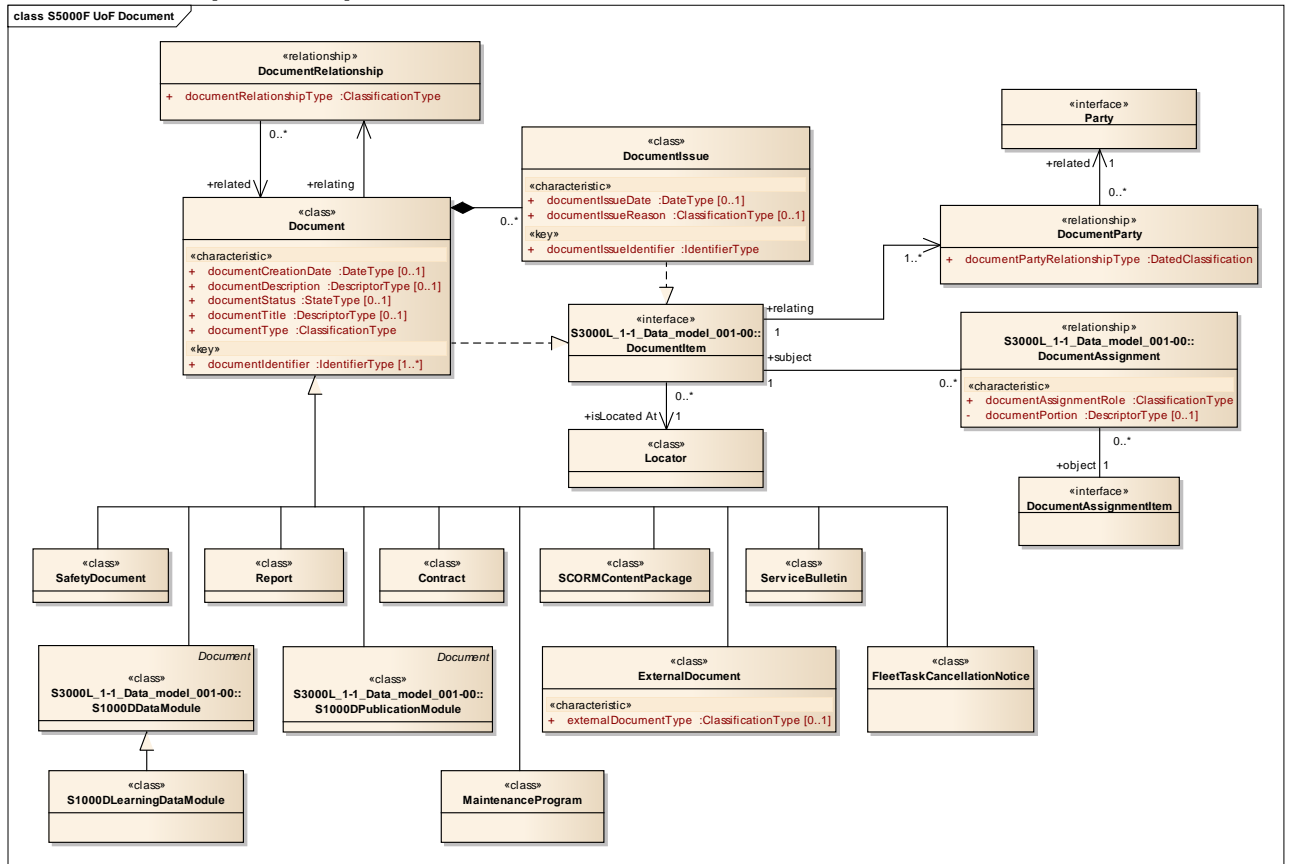 class S5000F UoF Document
«relationship»
DocumentRelationship
+ documentRelationshipType :ClassificationType
0..*
+related
+relating
«class»
Document
«characteristic»
+ documentCreationDate :DateType [0..1]
+ documentDescription :DescriptorType [0..1]
+ documentStatus :StateType [0..1]
+ documentTitle :DescriptorType [0..1]
+ documentType :ClassificationType
«key»
+ documentIdentifier :IdentifierType [1..*]
0..*
«class»
DocumentIssue
«characteristic»
+ documentIssueDate :DateType [0..1]
+ documentIssueReason :ClassificationType [0..1]
«key»
+ documentIssueIdentifier :IdentifierType
«interface»
Party
+related 1
0..*
«relationship»
DocumentParty
+ documentPartyRelationshipType :DatedClassification
1..*
+relating
1
«interface»
S3000L_1-1_Data_model_001-00::
DocumentItem
+subject
1
0..*
«relationship»
S3000L_1-1_Data_model_001-00::
DocumentAssignment
«characteristic»
+ documentAssignmentRole :ClassificationType
- documentPortion :DescriptorType [0..1]
0..*
+object 1
«interface»
DocumentAssignmentItem
0..*
+isLocated At 1
«class»
Locator
«class»
SafetyDocument
«class»
Report
«class»
Contract
«class»
SCORMContentPackage
«class»
ServiceBulletin
Document
«class»
S3000L_1-1_Data_model_001-00::
S1000DDataModule
Document
«class»
S3000L_1-1_Data_model_001-00::
S1000DPublicationModule
«class»
ExternalDocument
«characteristic»
+ externalDocumentType :ClassificationType [0..1]
«class»
FleetTaskCancellationNotice
«class»
S1000DLearningDataModule
«class»
MaintenanceProgram